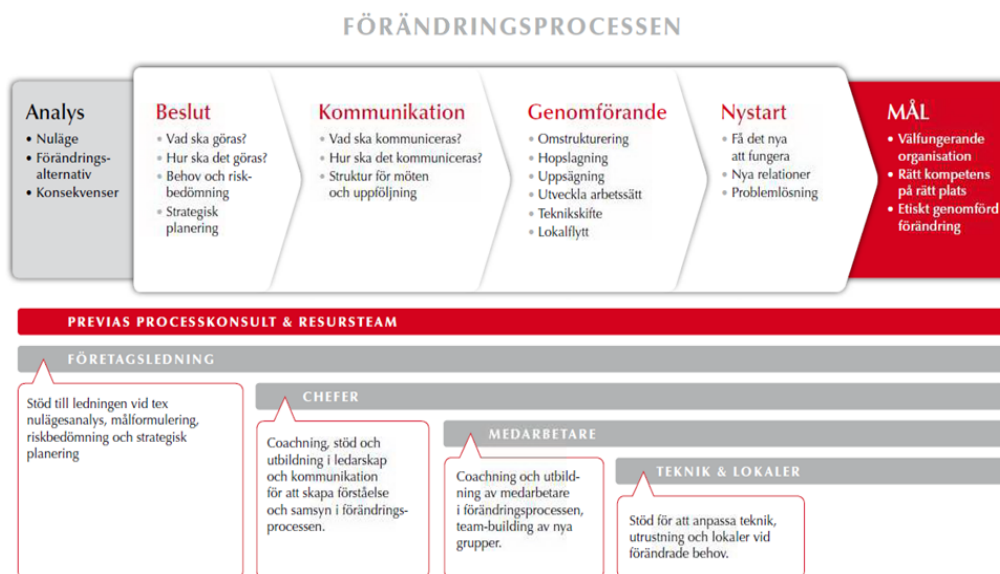 FÖRÄNDRINGSPROCESSEN
Analys
• Nuläge
• Förändrings-
alternativ
• Konsekvenser
Beslut
• Vad ska göras?
• Hur ska det göras?
• Behov och risk-
bedömning
• Strategisk
planering
Kommunikation
• Vad ska kommuniceras?
• Hur ska det kommuniceras?
• Struktur för möten
och uppföljning
Genomförande
• Omstrukturering
• Hopslagning
• Uppsägning
• Utveckla arbetssätt
• Teknikskifte
• Lokalflytt
Nystart
• Få det nya
att fungera
• Nya relationer
• Problemlösning
MÅL
• Välfungerande
organisation
• Rätt kompetens
på rätt plats
• Etiskt genomförd
förändring
PREVIAS PROCESSKONSULT & RESURSTEAM
FÖRETAGSLEDNING
Stöd till ledningen vid tex
nulägesanalys, målformulering,
riskbedömning och strategisk
planering
CHEFER
Coachning, stöd och
utbildning i ledarskap
och kommunikation
för att skapa förståelse
och samsyn i förändrings-
processen.
MEDARBETARE
Coachning och utbild-
ning av medarbetare
i förändringsprocessen,
team-building av nya
grupper.
TEKNIK & LOKALER
Stöd för att anpassa teknik,
utrustning och lokaler vid
förändrade behov.